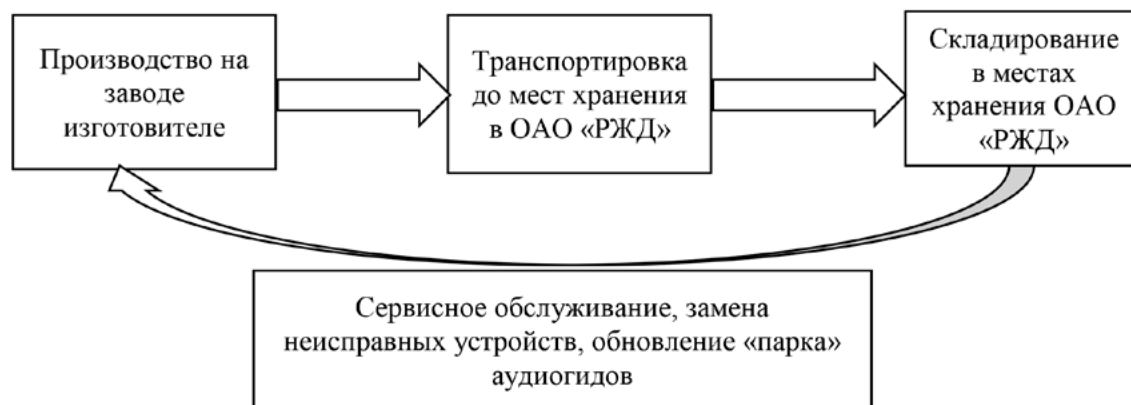 Производство на
заводе
изготовителе
Транспортировка
до мест хранения
в ОАО «РЖД»
Складирование
в местах
хранения ОАО
«РЖД»
Сервисное обслуживание, замена
неисправных устройств, обновление «парка»
аудиогидов